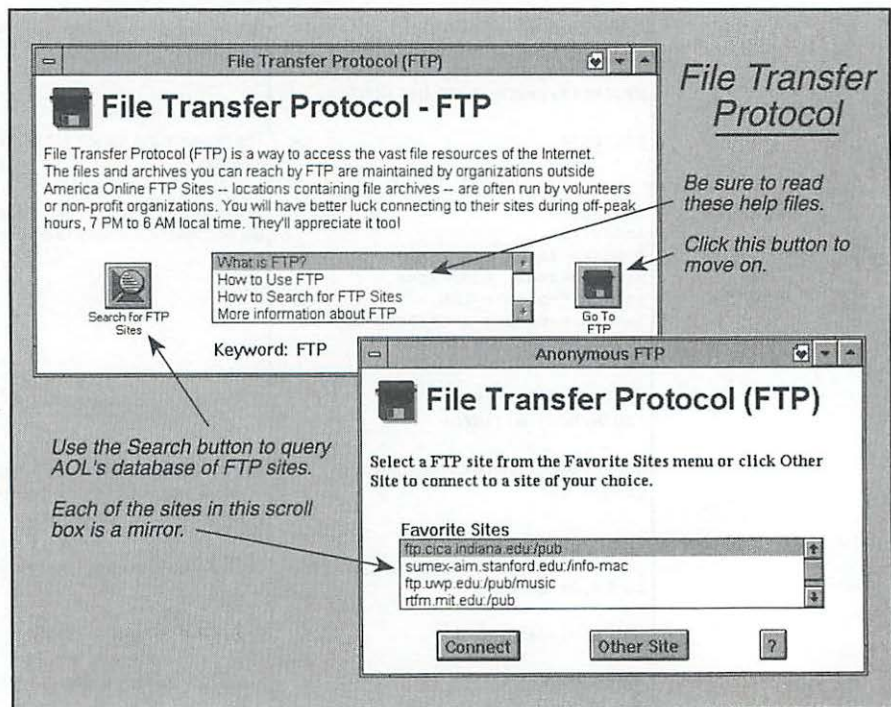 File Transfer Protocol (FTP)
File Transfer Protocol - FTP
File Transfer Protocol (FTP) is a way to access the vast file resources of the Internet.
The files and archives you can reach by FTP are maintained by organizations outside
America Online FTP Sites -- locations containing file archives -- are often run by volunteers
or non-profit organizations. You will have better luck connecting to their sites during off-peak
hours, 7 PM to 6 AM local time. They'll appreciate it too!
Search for FTP
Sites
What is FTP?
How to Use FTP
How to Search for FTP Sites
More information about FTP
Go To
FTP
Keyword: FTP
File Transfer
Protocol
Be sure to read
these help files.
Click this button to
move on.
Use the Search button to query
AOL's database of FTP sites.
Each of the sites in this scroll
box is a mirror.
Anonymous FTP
File Transfer Protocol (FTP)
Select a FTP site from the Favorite Sites menu or click Other
Site to connect to a site of your choice.
Favorite Sites
ftp.cica.indiana.edu:/pub
sumex-aim.stanford.edu:/info-mac
ftp.uwp.edu:/pub/music
rtfm.mit.edu:/pub
Connect
Other Site
?